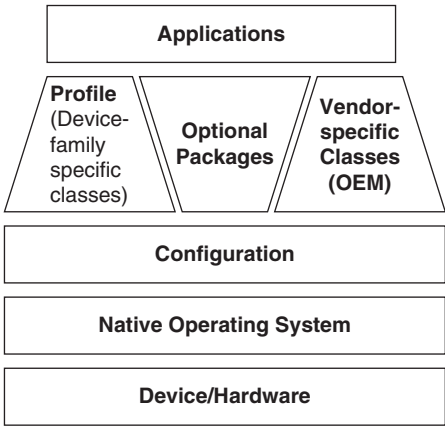 Applications
Profile
(Device-
family
specific
classes)
Optional
Packages
Vendor-
specific
Classes
(OEM)
Configuration
Native Operating System
Device/Hardware